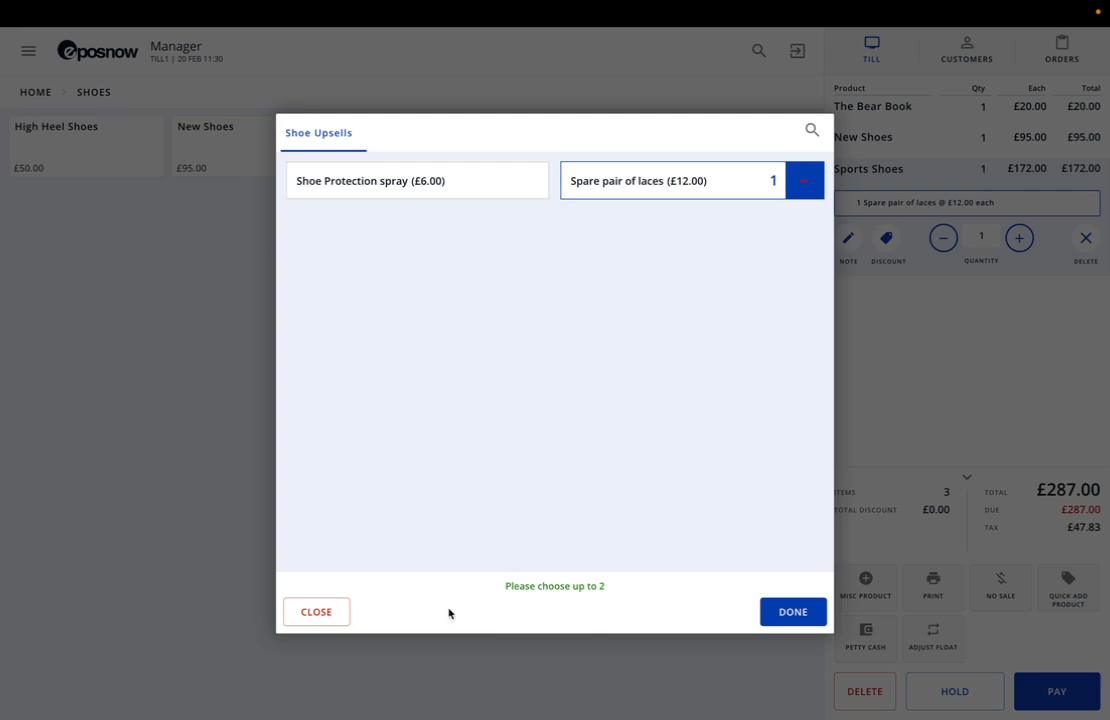 eposnow
Manager
TILL1 | 20 FEB 11:30
TILL
CUSTOMERS
ORDERS
HOME > SHOES
High Heel Shoes
£50.00
New Shoes
£95.00
Shoe Upsells
Shoe Protection spray (£6.00)
Spare pair of laces (£12.00) 1
Please choose up to 2
CLOSE
DONE
Product Qty Each Total
The Bear Book 1 £20.00 £20.00
New Shoes 1 £95.00 £95.00
Sports Shoes 1 £172.00 £172.00
1 Spare pair of laces @ £12.00 each
1
NOTE DISCOUNT QUANTITY DELETE
ITEMS 3
TOTAL DISCOUNT £0.00
TOTAL £287.00
DUE £287.00
TAX £47.83
MISC PRODUCT
PRINT
NO SALE
QUICK ADD
PRODUCT
PETTY CASH
ADJUST FLOAT
DELETE
HOLD
PAY